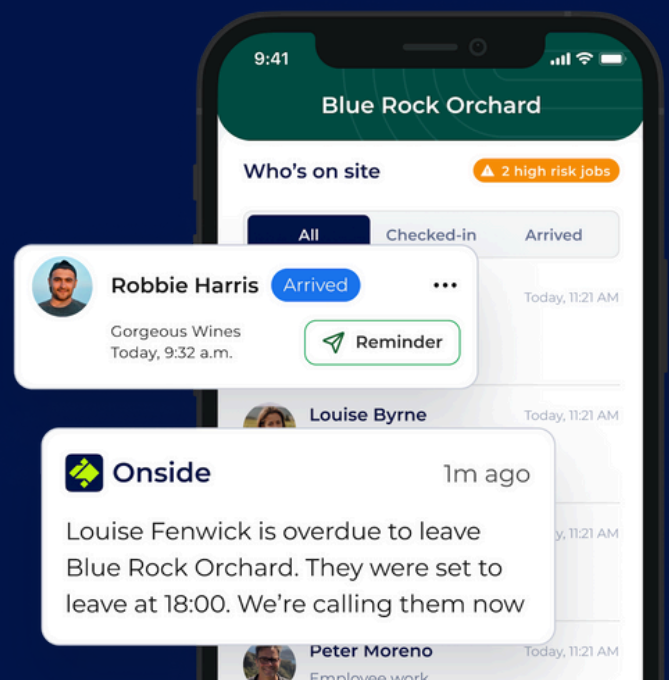 9:41
Blue Rock Orchard
Who's on site
2 high risk jobs
All
Checked-in
Arrived
Today, 11:21 AM
Robbie Harris
Arrived
Gorgeous Wines
Today, 9:32 a.m.
Reminder
Louise Byrne
Today, 11:21 AM
Onside
1m ago
Louise Fenwick is overdue to leave
Blue Rock Orchard. They were set to
leave at 18:00. We're calling them now
y, 11:21 AM
Peter Moreno
Today, 11:21 AM
Employee work